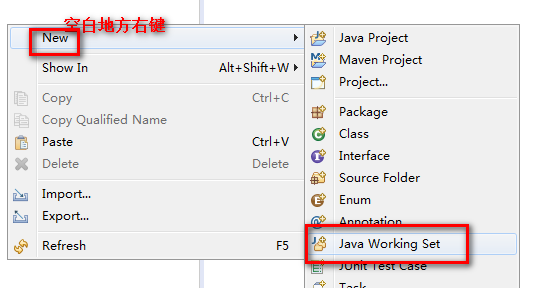 空白地方右键
New
Show In Alt+Shift+W
Copy Ctrl+C
Copy Qualified Name
Paste Ctrl+V
Delete Delete
Import...
Export...
Refresh F5
Java Project
Maven Project
Project...
Package
Class
Interface
Source Folder
Enum
Annotation
Java Working Set
JUnit Test Case
Task